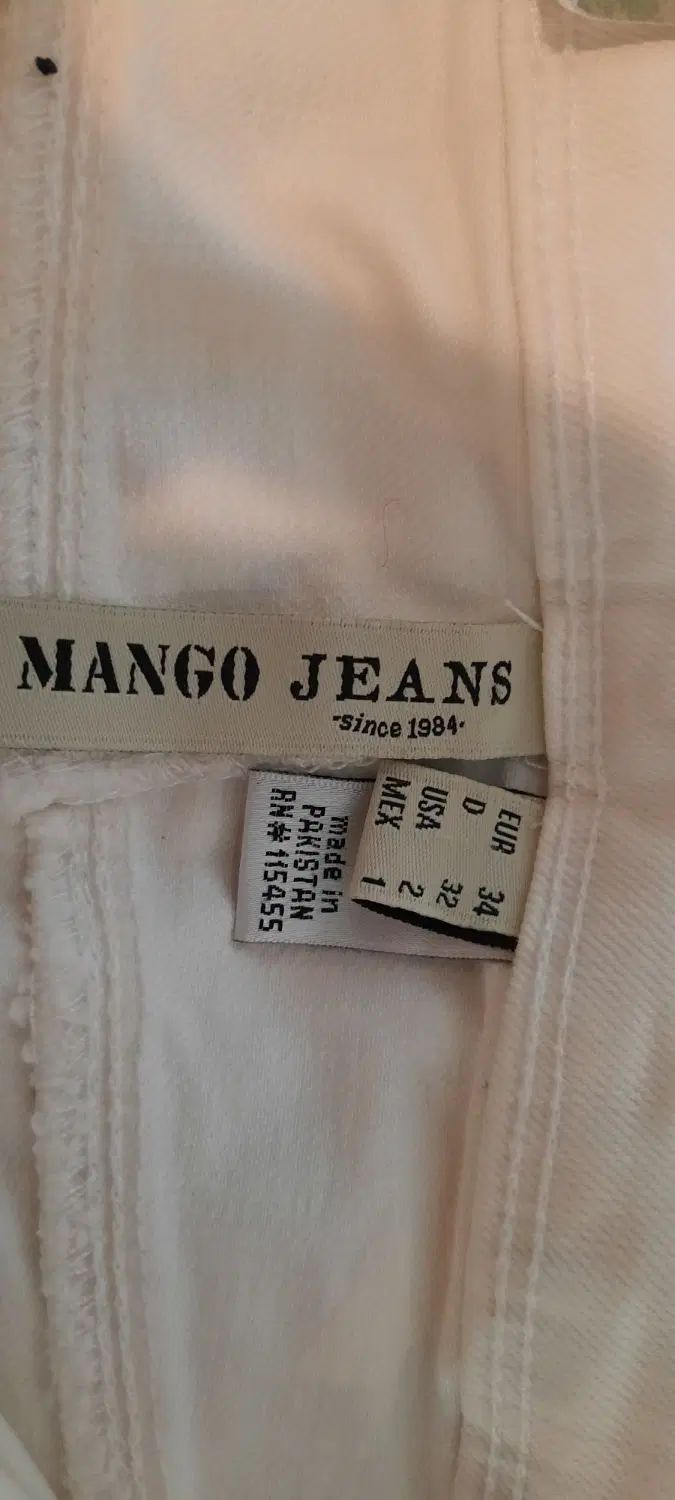 MANGO JEANS
-since 1984-
EUR 34
D 32
USA 2
MEX 1
made in
PAKISTAN
RN# 115455